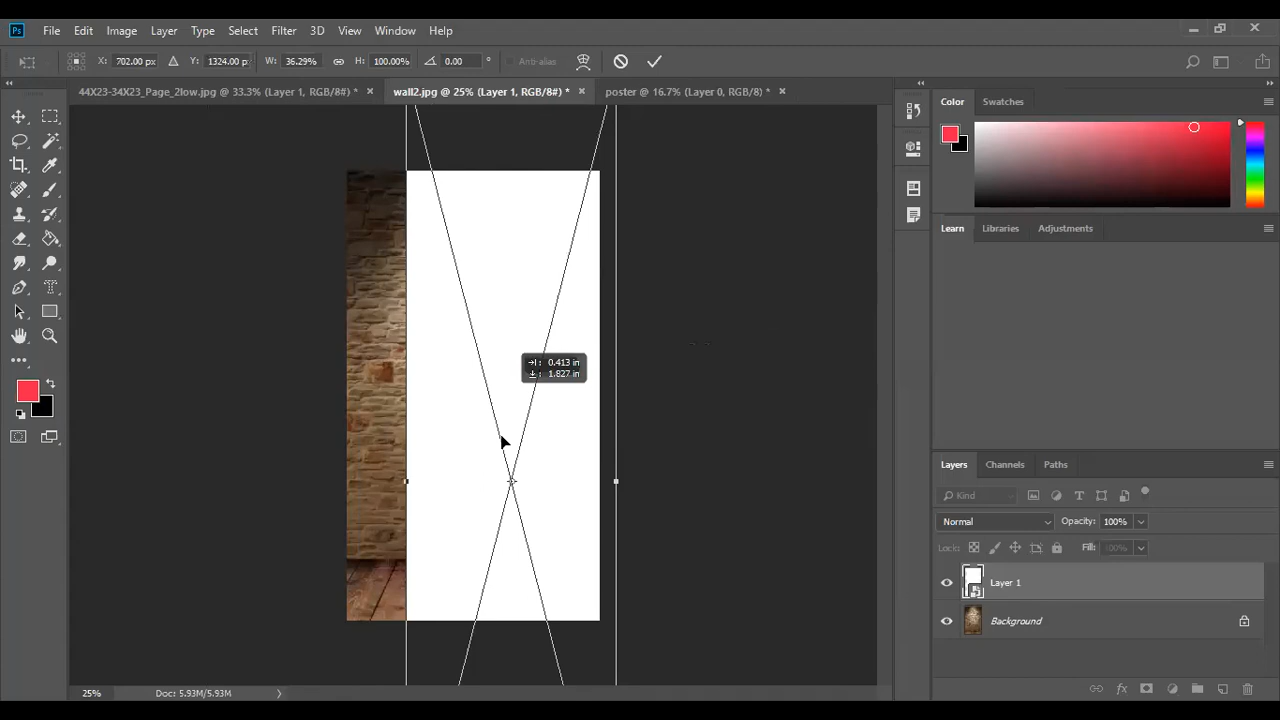 Ps File Edit Image Layer Type Select Filter 3D View Window Help
X: 702.00 px Y: 1324.00 px W: 36.29% H: 100.00% 0.00 ° Anti-alias
44X23-34X23_Page_2low.jpg @ 33.3% (Layer 1, RGB/8#) * × wall2.jpg @ 25% (Layer 1, RGB/8#) * × poster @ 16.7% (Layer 0, RGB/8) * ×
Color Swatches
Learn Libraries Adjustments
0.413 in
1.827 in
Layers Channels Paths
Kind
Normal Opacity: 100%
Lock: Fill: 100%
Layer 1
Background
25% Doc: 5.93M/5.93M